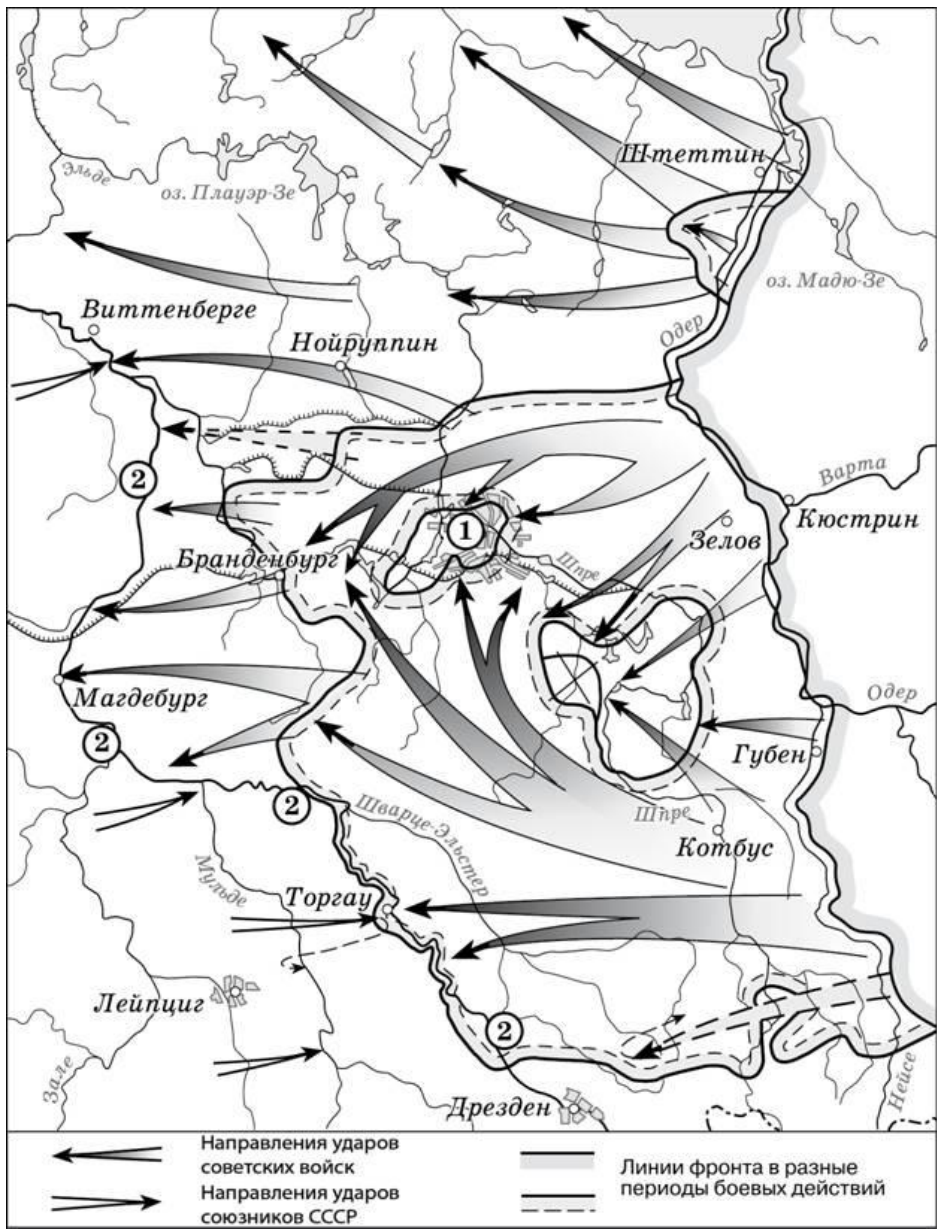 Штеттин
Эльде
оз. Плауэр-Зе
оз. Мадю-Зе
Одер
Виттенберге
Нойруппин
2
Варта
Кюстрин
1
Зелов
Шпре
Бранденбург
Магдебург
Одер
2
Губен
2
Шварце-Эльстер
Шпре
Котбус
Мульде
Торгау
Лейпциг
2
Зале
Дрезден
Нейсе
Направления ударов
советских войск
Направления ударов
союзников СССР
Линии фронта в разные
периоды боевых действий